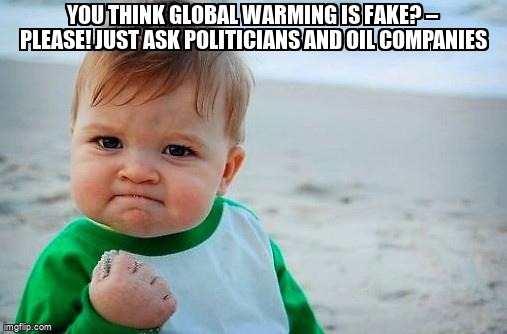 YOU THINK GLOBAL WARMING IS FAKE? –
PLEASE! JUST ASK POLITICIANS AND OIL COMPANIES
imgflip.com